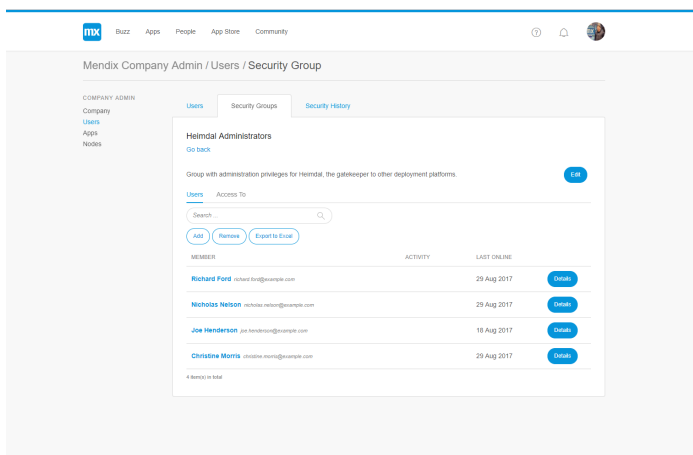 mx Buzz Apps People App Store Community ?
Mendix Company Admin / Users / Security Group
COMPANY ADMIN
Company
Users
Apps
Nodes
Users Security Groups Security History
Heimdal Administrators
Go back
Group with administration privileges for Heimdal, the gatekeeper to other deployment platforms. Edit
Users Access To
Search ...
Add Remove Export to Excel
MEMBER ACTIVITY LAST ONLINE
Richard Ford richard.ford@example.com 29 Aug 2017 Details
Nicholas Nelson nicholas.nelson@example.com 29 Aug 2017 Details
Joe Henderson joe.henderson@example.com 18 Aug 2017 Details
Christine Morris christine.morris@example.com 29 Aug 2017 Details
4 item(s) in total